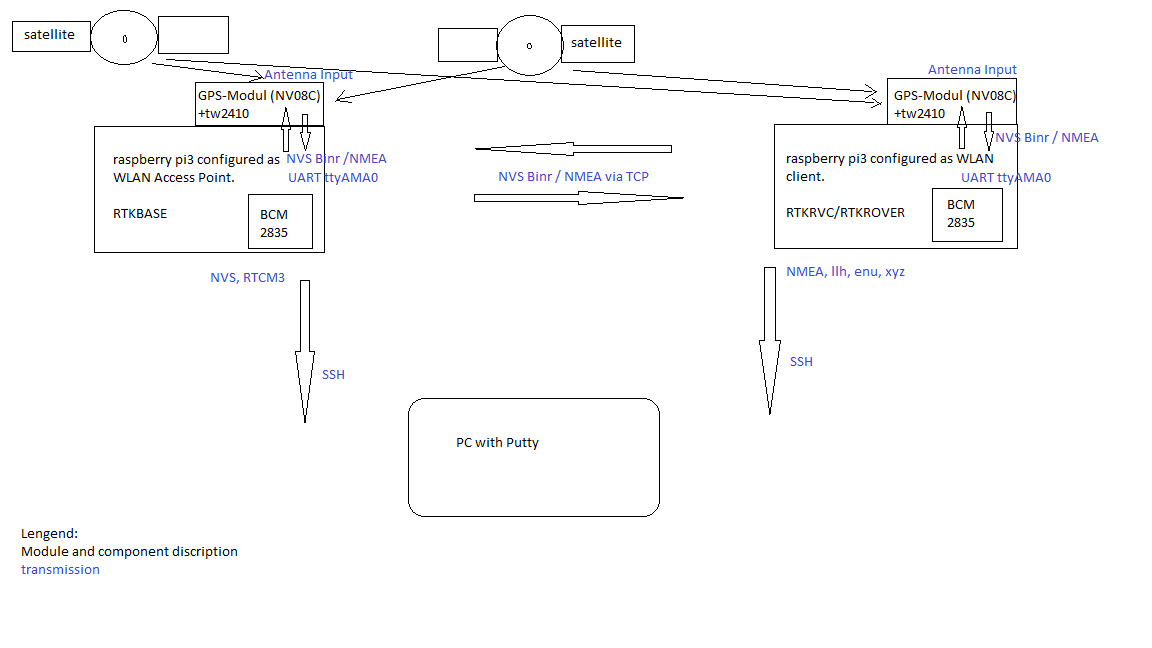 satellite
0
0
satellite
Antenna Input
Antenna Input
GPS-Modul (NV08C)
+tw2410
GPS-Modul (NV08C)
+tw2410
raspberry pi3 configured as
WLAN Access Point.
NVS Binr /NMEA
UART ttyAMA0
RTKBASE
BCM
2835
NVS Binr / NMEA via TCP
NVS Binr / NMEA
raspberry pi3 configured as WLAN
client.
UART ttyAMA0
RTKRVC/RTKROVER
BCM
2835
NVS, RTCM3
NMEA, llh, enu, xyz
SSH
SSH
PC with Putty
Lengend:
Module and component discription
transmission